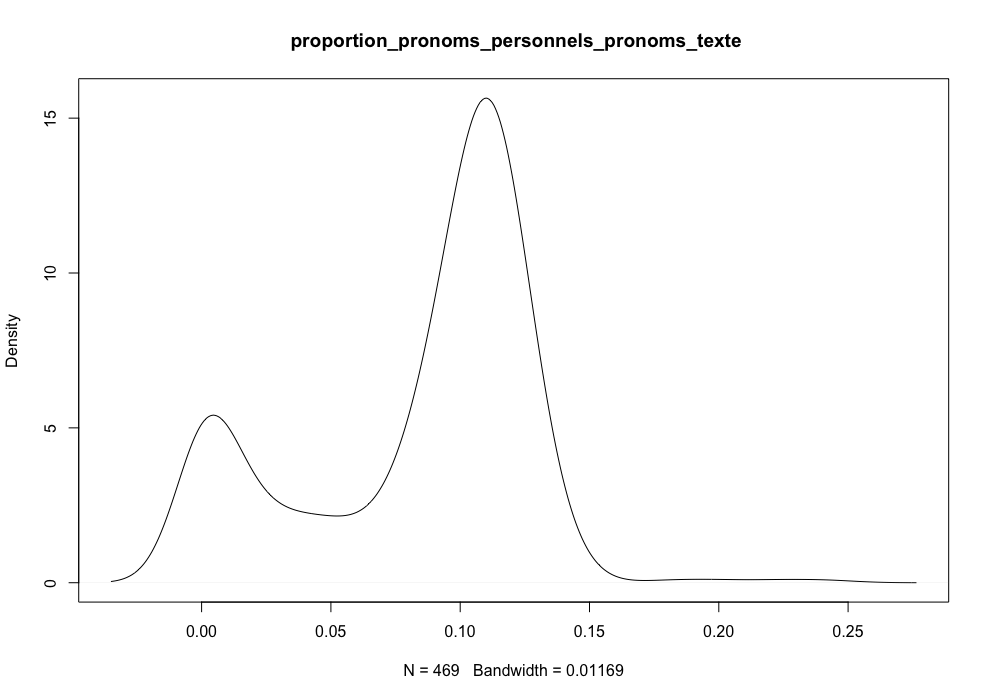 proportion_pronoms_personnels_pronoms_texte
Density
15
10
5
0
0.00 0.05 0.10 0.15 0.20 0.25
N = 469 Bandwidth = 0.01169